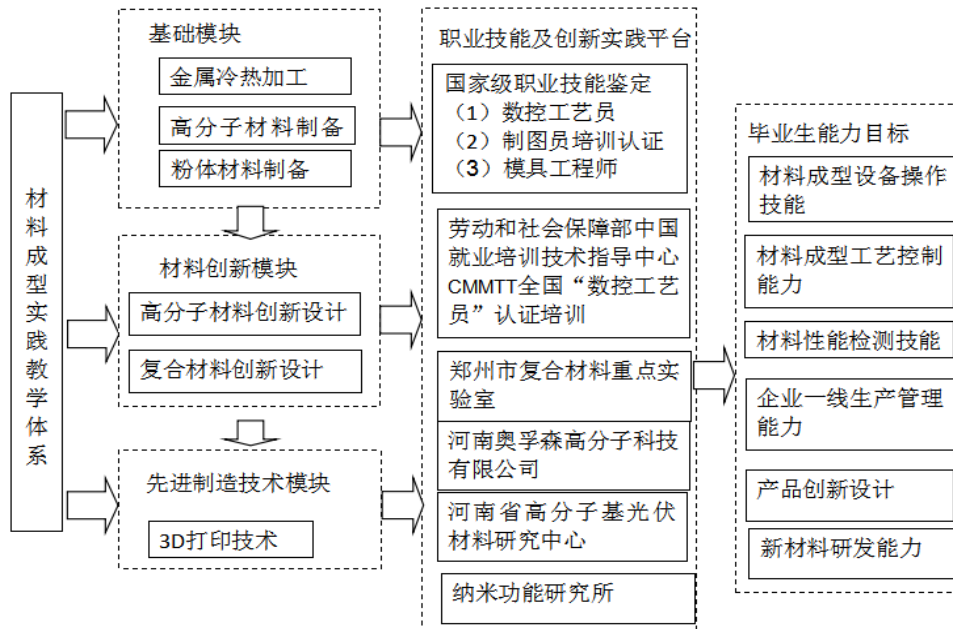 材料成型实践教学体系
基础模块
金属冷热加工
高分子材料制备
粉体材料制备
材料创新模块
高分子材料创新设计
复合材料创新设计
先进制造技术模块
3D打印技术
职业技能及创新实践平台
国家级职业技能鉴定
（1）数控工艺员
（2）制图员培训认证
（3）模具工程师
劳动和社会保障部中国
就业培训技术指导中心
CMMTT全国“数控工艺
员”认证培训
郑州市复合材料重点实
验室
河南奥孚森高分子科技
有限公司
河南省高分子基光伏
材料研究中心
纳米功能研究所
毕业生能力目标
材料成型设备操作
技能
材料成型工艺控制
能力
材料性能检测技能
企业一线生产管理
能力
产品创新设计
新材料研发能力